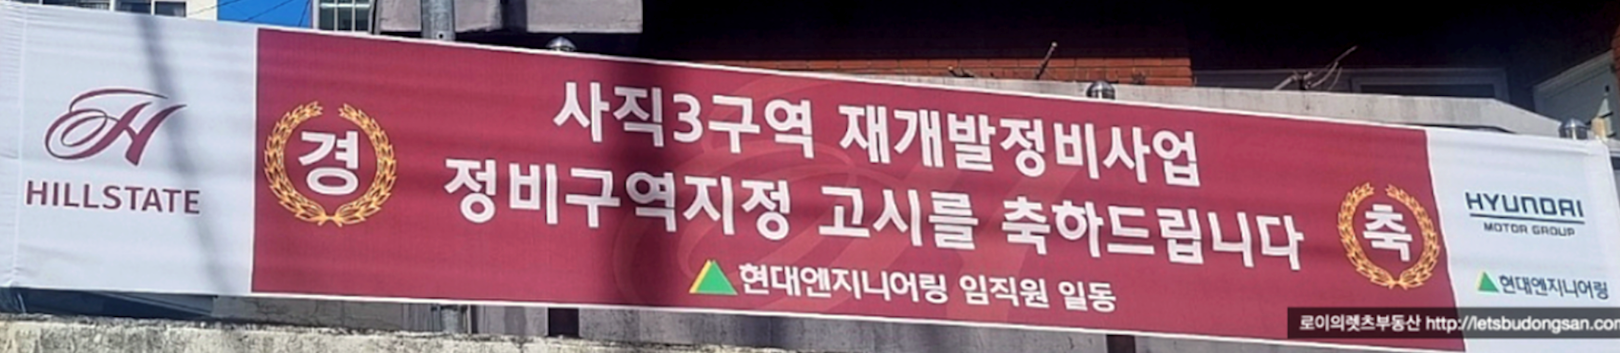 HILLSTATE
경
사직3구역 재개발정비사업
정비구역지정 고시를 축하드립니다
현대엔지니어링 임직원 일동
축
HYUNDAI
MOTOR GROUP
현대엔지니어링
로이의렛츠부동산 http://letsbudongsan.com